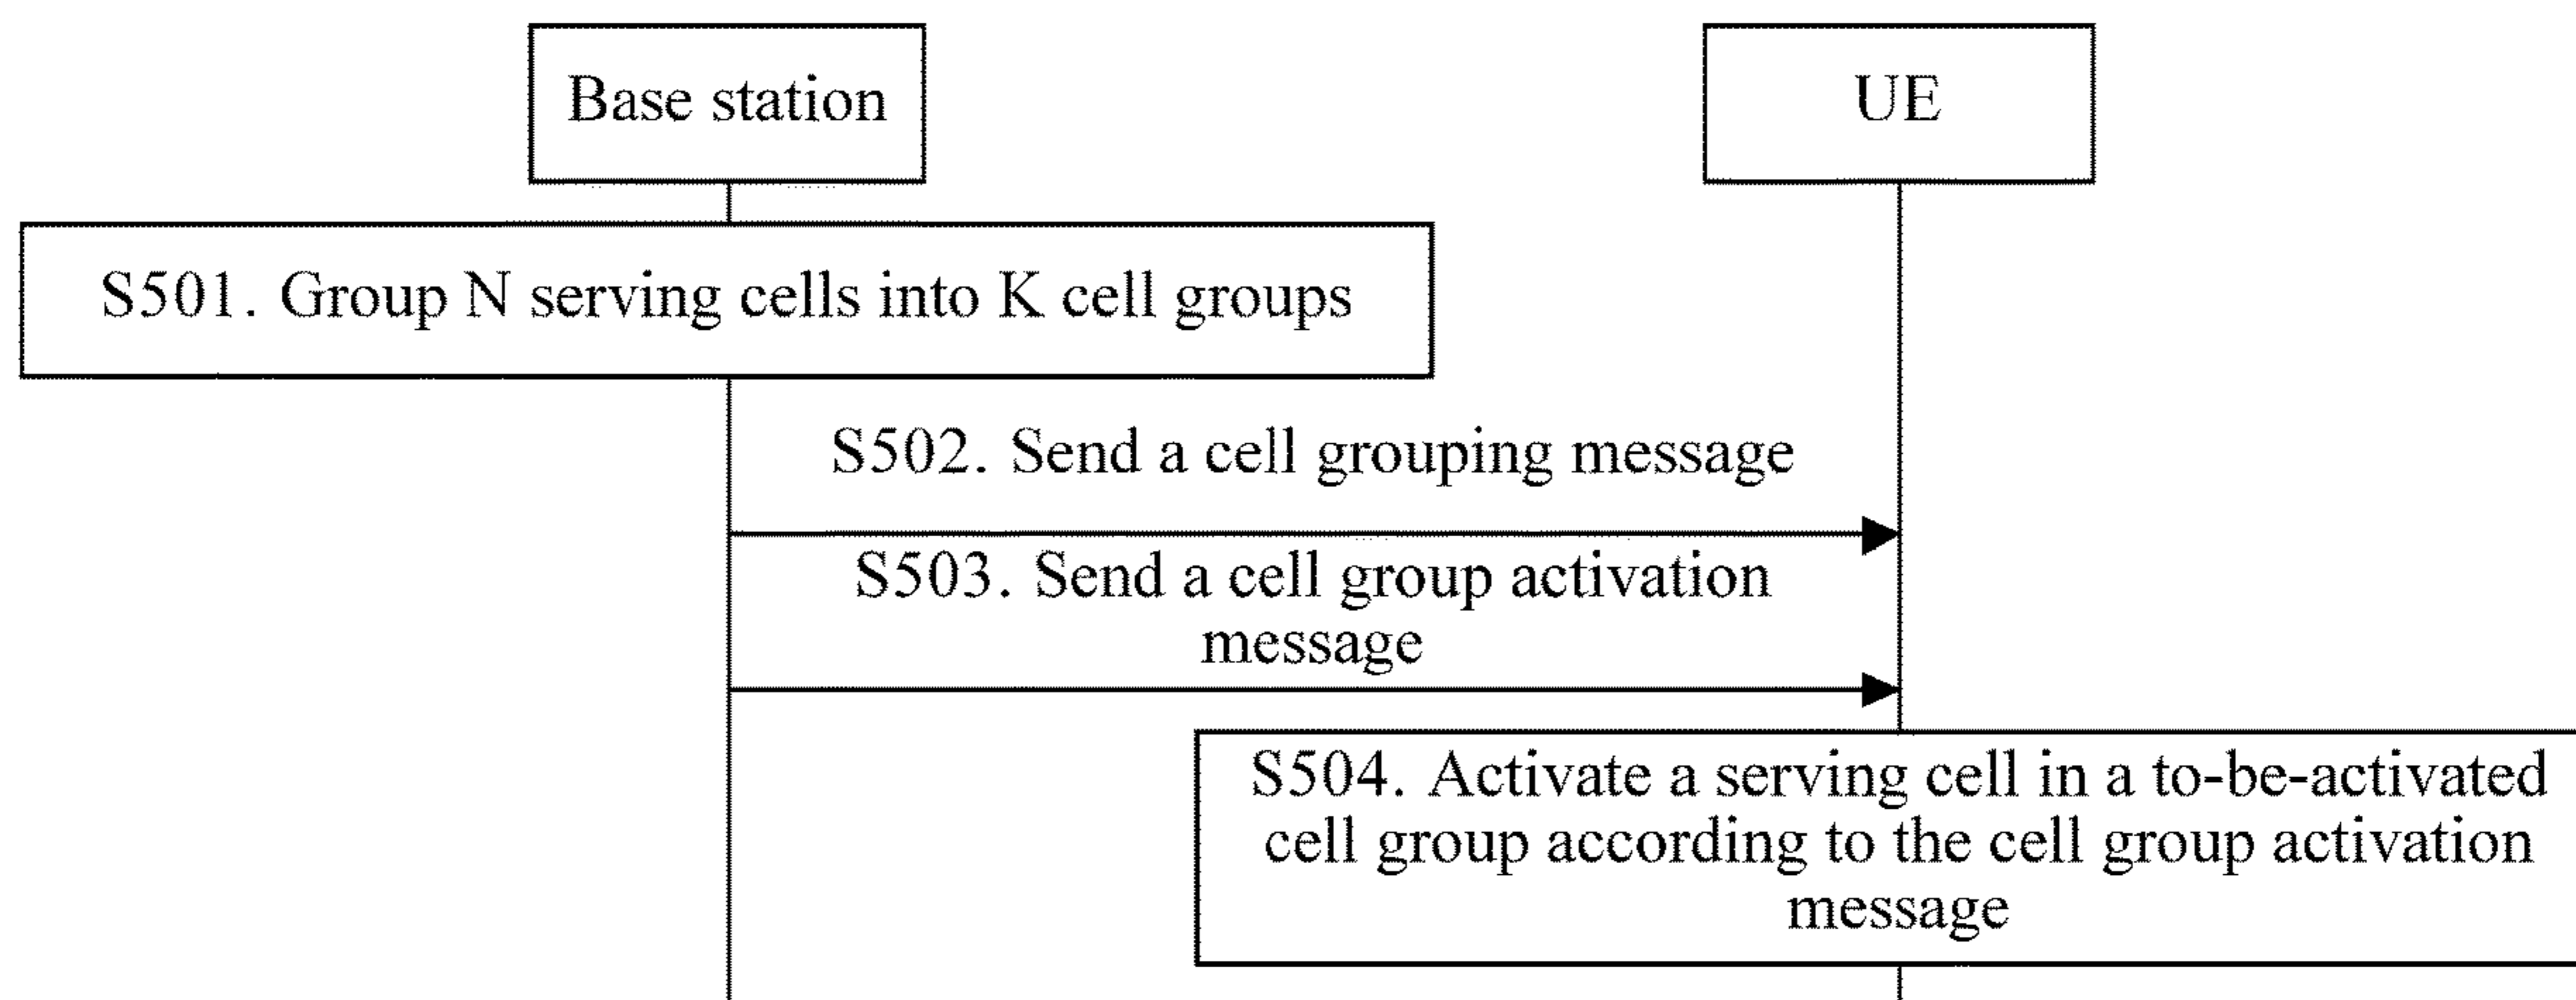 Base station
UE
S501. Group N serving cells into K cell groups
S502. Send a cell grouping message
S503. Send a cell group activation
message
S504. Activate a serving cell in a to-be-activated
cell group according to the cell group activation
message